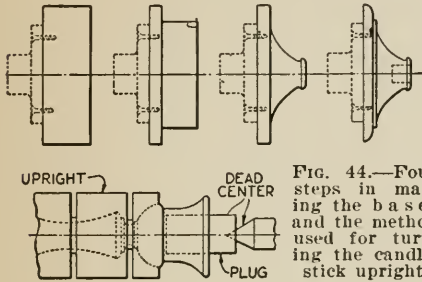 UPRIGHT
DEAD
CENTER
PLUG
FIG. 44.—Four
steps in mak-
ing the base
and the method
used for turn-
ing the candle-
stick upright